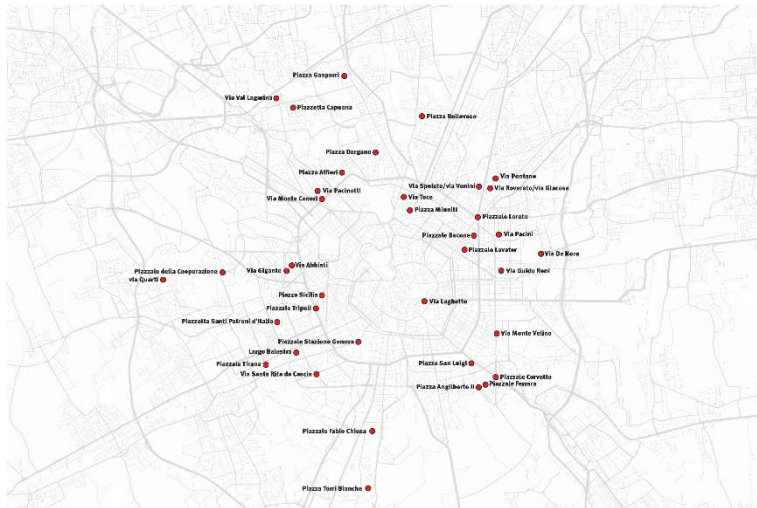 Piazza Gasparri
Via Val Lagarina
Piazzetta Capuana
Piazza Belloveso
Piazza Dergano
Piazza Alfieri
Via Pontano
Via Spoleto/via Venini
Via Rovereto/via Giacosa
Via Pacinotti
Via Monte Ceneri
Via Toce
Piazza Minniti
Piazzale Loreto
Piazzale Bacone
Via Pacini
Piazzale Lavater
Via De Nora
Via Abbiati
Via Gigante
Piazzale della Cooperazione
via Quarti
Via Guido Reni
Piazza Sicilia
Via Laghetto
Piazzale Tripoli
Piazzetta Santi Patroni d'Italia
Via Monte Velino
Piazzale Stazione Genova
Largo Balestra
Piazzale Tirana
Piazza San Luigi
Via Santa Rita da Cascia
Piazzale Corvetto
Piazzale Ferrara
Piazza Angilberto II
Piazzale Fabio Chiesa
Piazza Torri Bianche